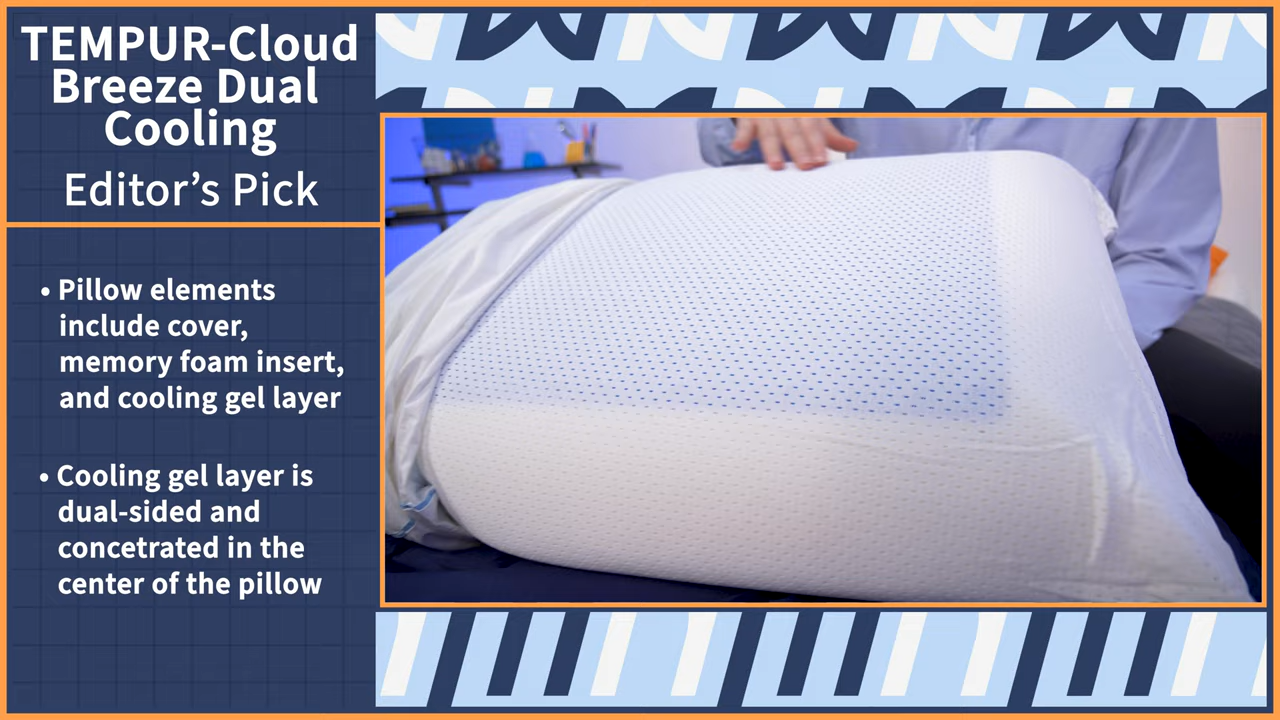 TEMPUR-Cloud
Breeze Dual
Cooling
Editor’s Pick
• Pillow elements
include cover,
memory foam insert,
and cooling gel layer
• Cooling gel layer is
dual-sided and
concetrated in the
center of the pillow